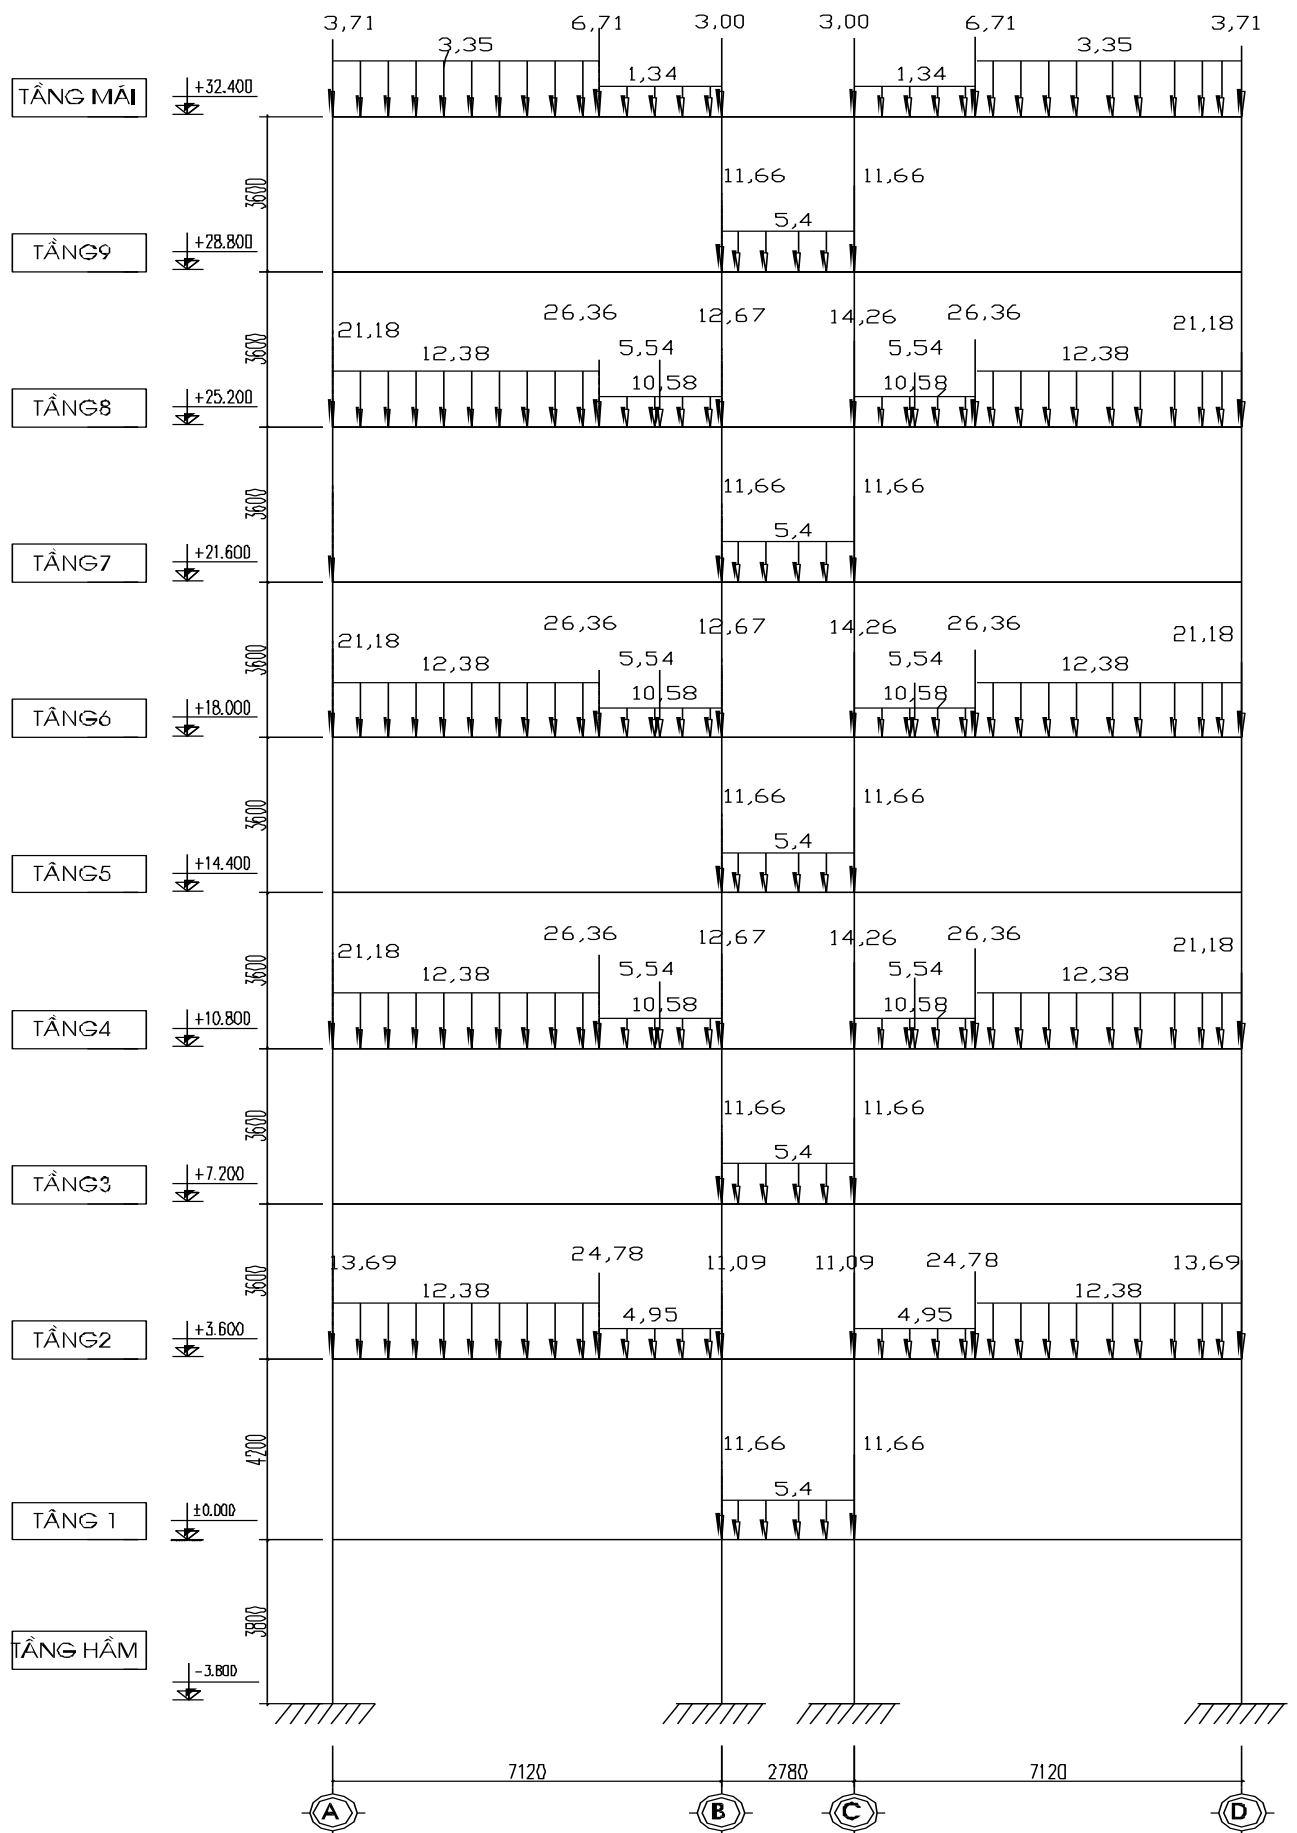 3,71 6,71 3,00 3,00 6,71 3,71
3,35 3,35
1,34 1,34
TẦNG MÁI +32.400
3600
11,66 11,66
5,4
TẦNG9 +28.800
3600
26,36 12,67 14,26 26,36
21,18 21,18
12,38 5,54 5,54 12,38
10,58 10,58
TẦNG8 +25.200
3600
11,66 11,66
5,4
TẦNG7 +21.600
3600
26,36 12,67 14,26 26,36
21,18 21,18
12,38 5,54 5,54 12,38
10,58 10,58
TẦNG6 +18.000
3600
11,66 11,66
5,4
TẦNG5 +14.400
3600
26,36 12,67 14,26 26,36
21,18 21,18
12,38 5,54 5,54 12,38
10,58 10,58
TẦNG4 +10.800
3600
11,66 11,66
5,4
TẦNG3 +7.200
3600
13,69 24,78 11,09 11,09 24,78 13,69
12,38 12,38
4,95 4,95
TẦNG2 +3.600
4200
11,66 11,66
5,4
TẦNG 1 ±0.000
3800
TẦNG HẦM
-3.800
7120 2780 7120
A B C D